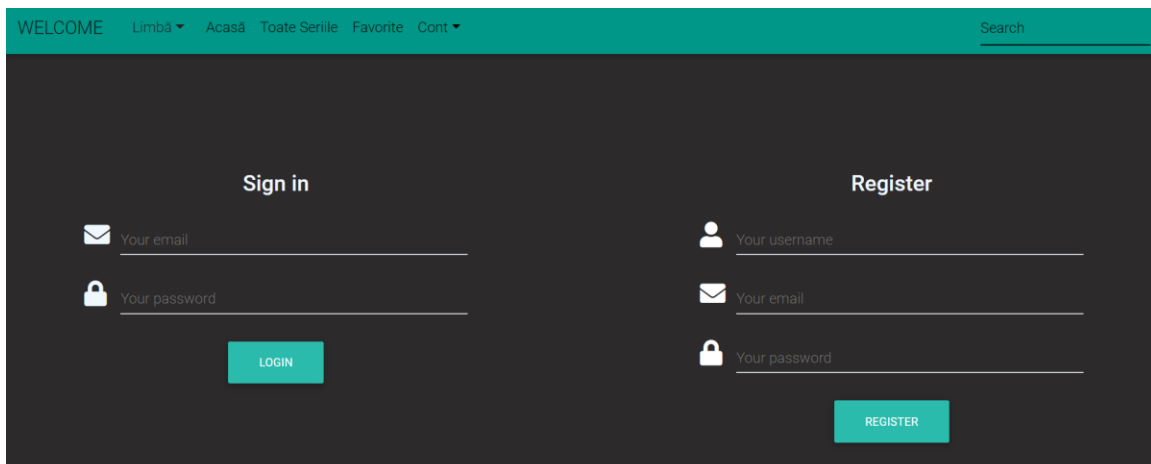 WELCOME Limbă Acasă Toate Seriile Favorite Cont Search
Sign in
Your email
Your password
LOGIN
Register
Your username
Your email
Your password
REGISTER